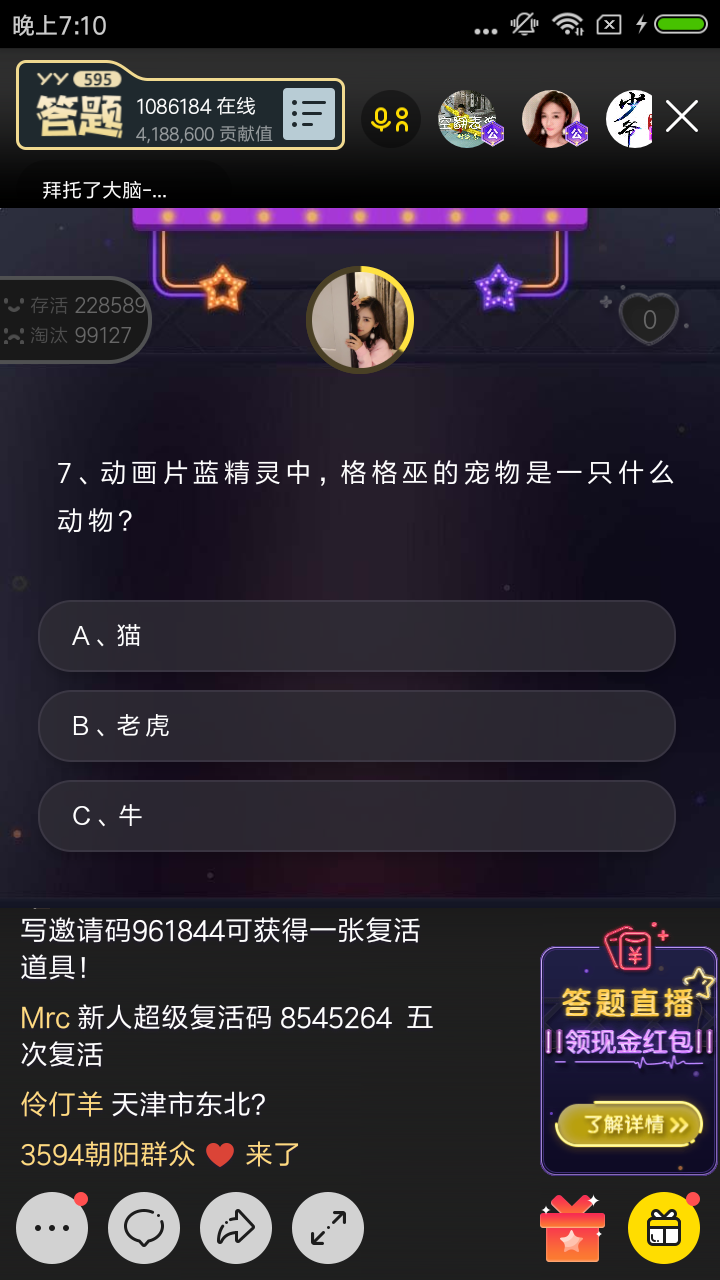 晚上7:10
YY 595
答题
1086184 在线
4,188,600 贡献值
空翻表演
公
公
少爷
拜托了大脑-...
存活 228589
淘汰 99127
0
7、动画片蓝精灵中，格格巫的宠物是一只什么
动物？
A、猫
B、老虎
C、牛
写邀请码961844可获得一张复活
道具！
Mrc 新人超级复活码 8545264 五
次复活
伶仃羊 天津市东北？
3594朝阳群众 ❤ 来了
¥
答题直播
领现金红包
了解详情